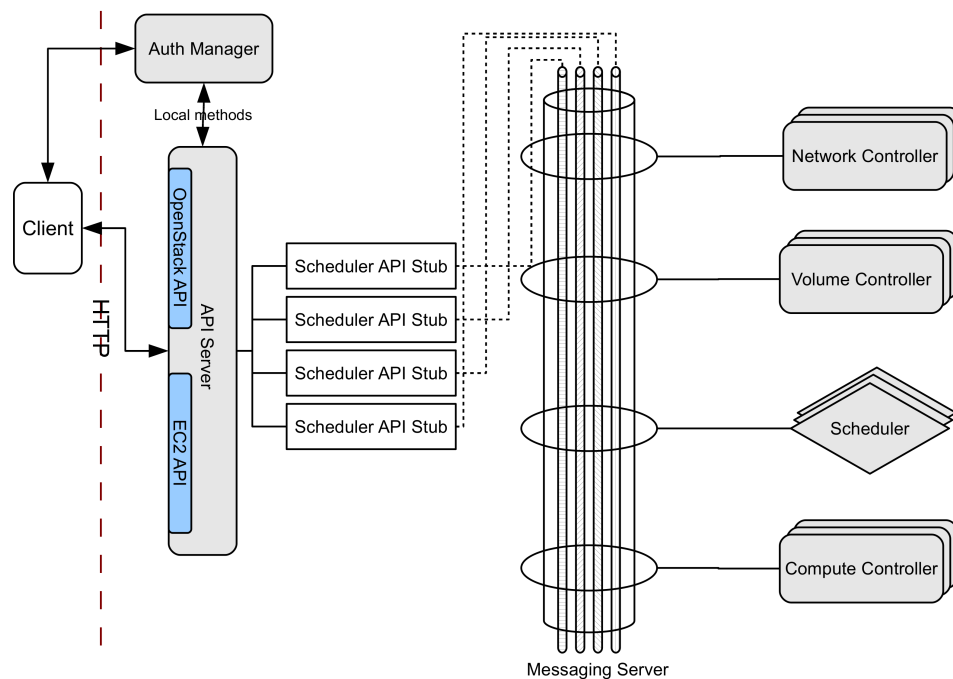 Auth Manager
Local methods
Client
HTTP
OpenStack API
API Server
EC2 API
Scheduler API Stub
Scheduler API Stub
Scheduler API Stub
Scheduler API Stub
Network Controller
Volume Controller
Scheduler
Compute Controller
Messaging Server